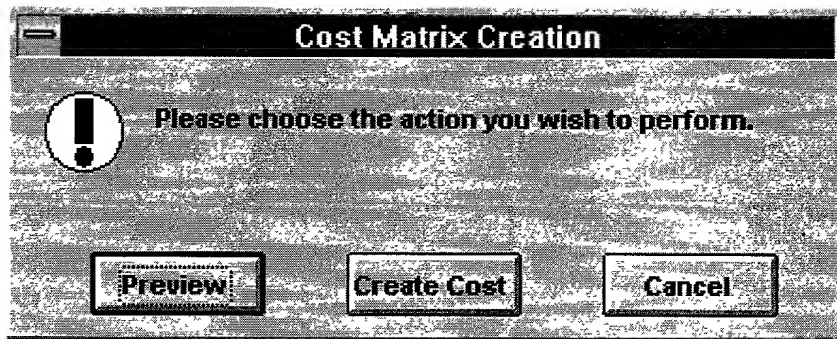 Cost Matrix Creation
Please choose the action you wish to perform.
Preview Create Cost Cancel